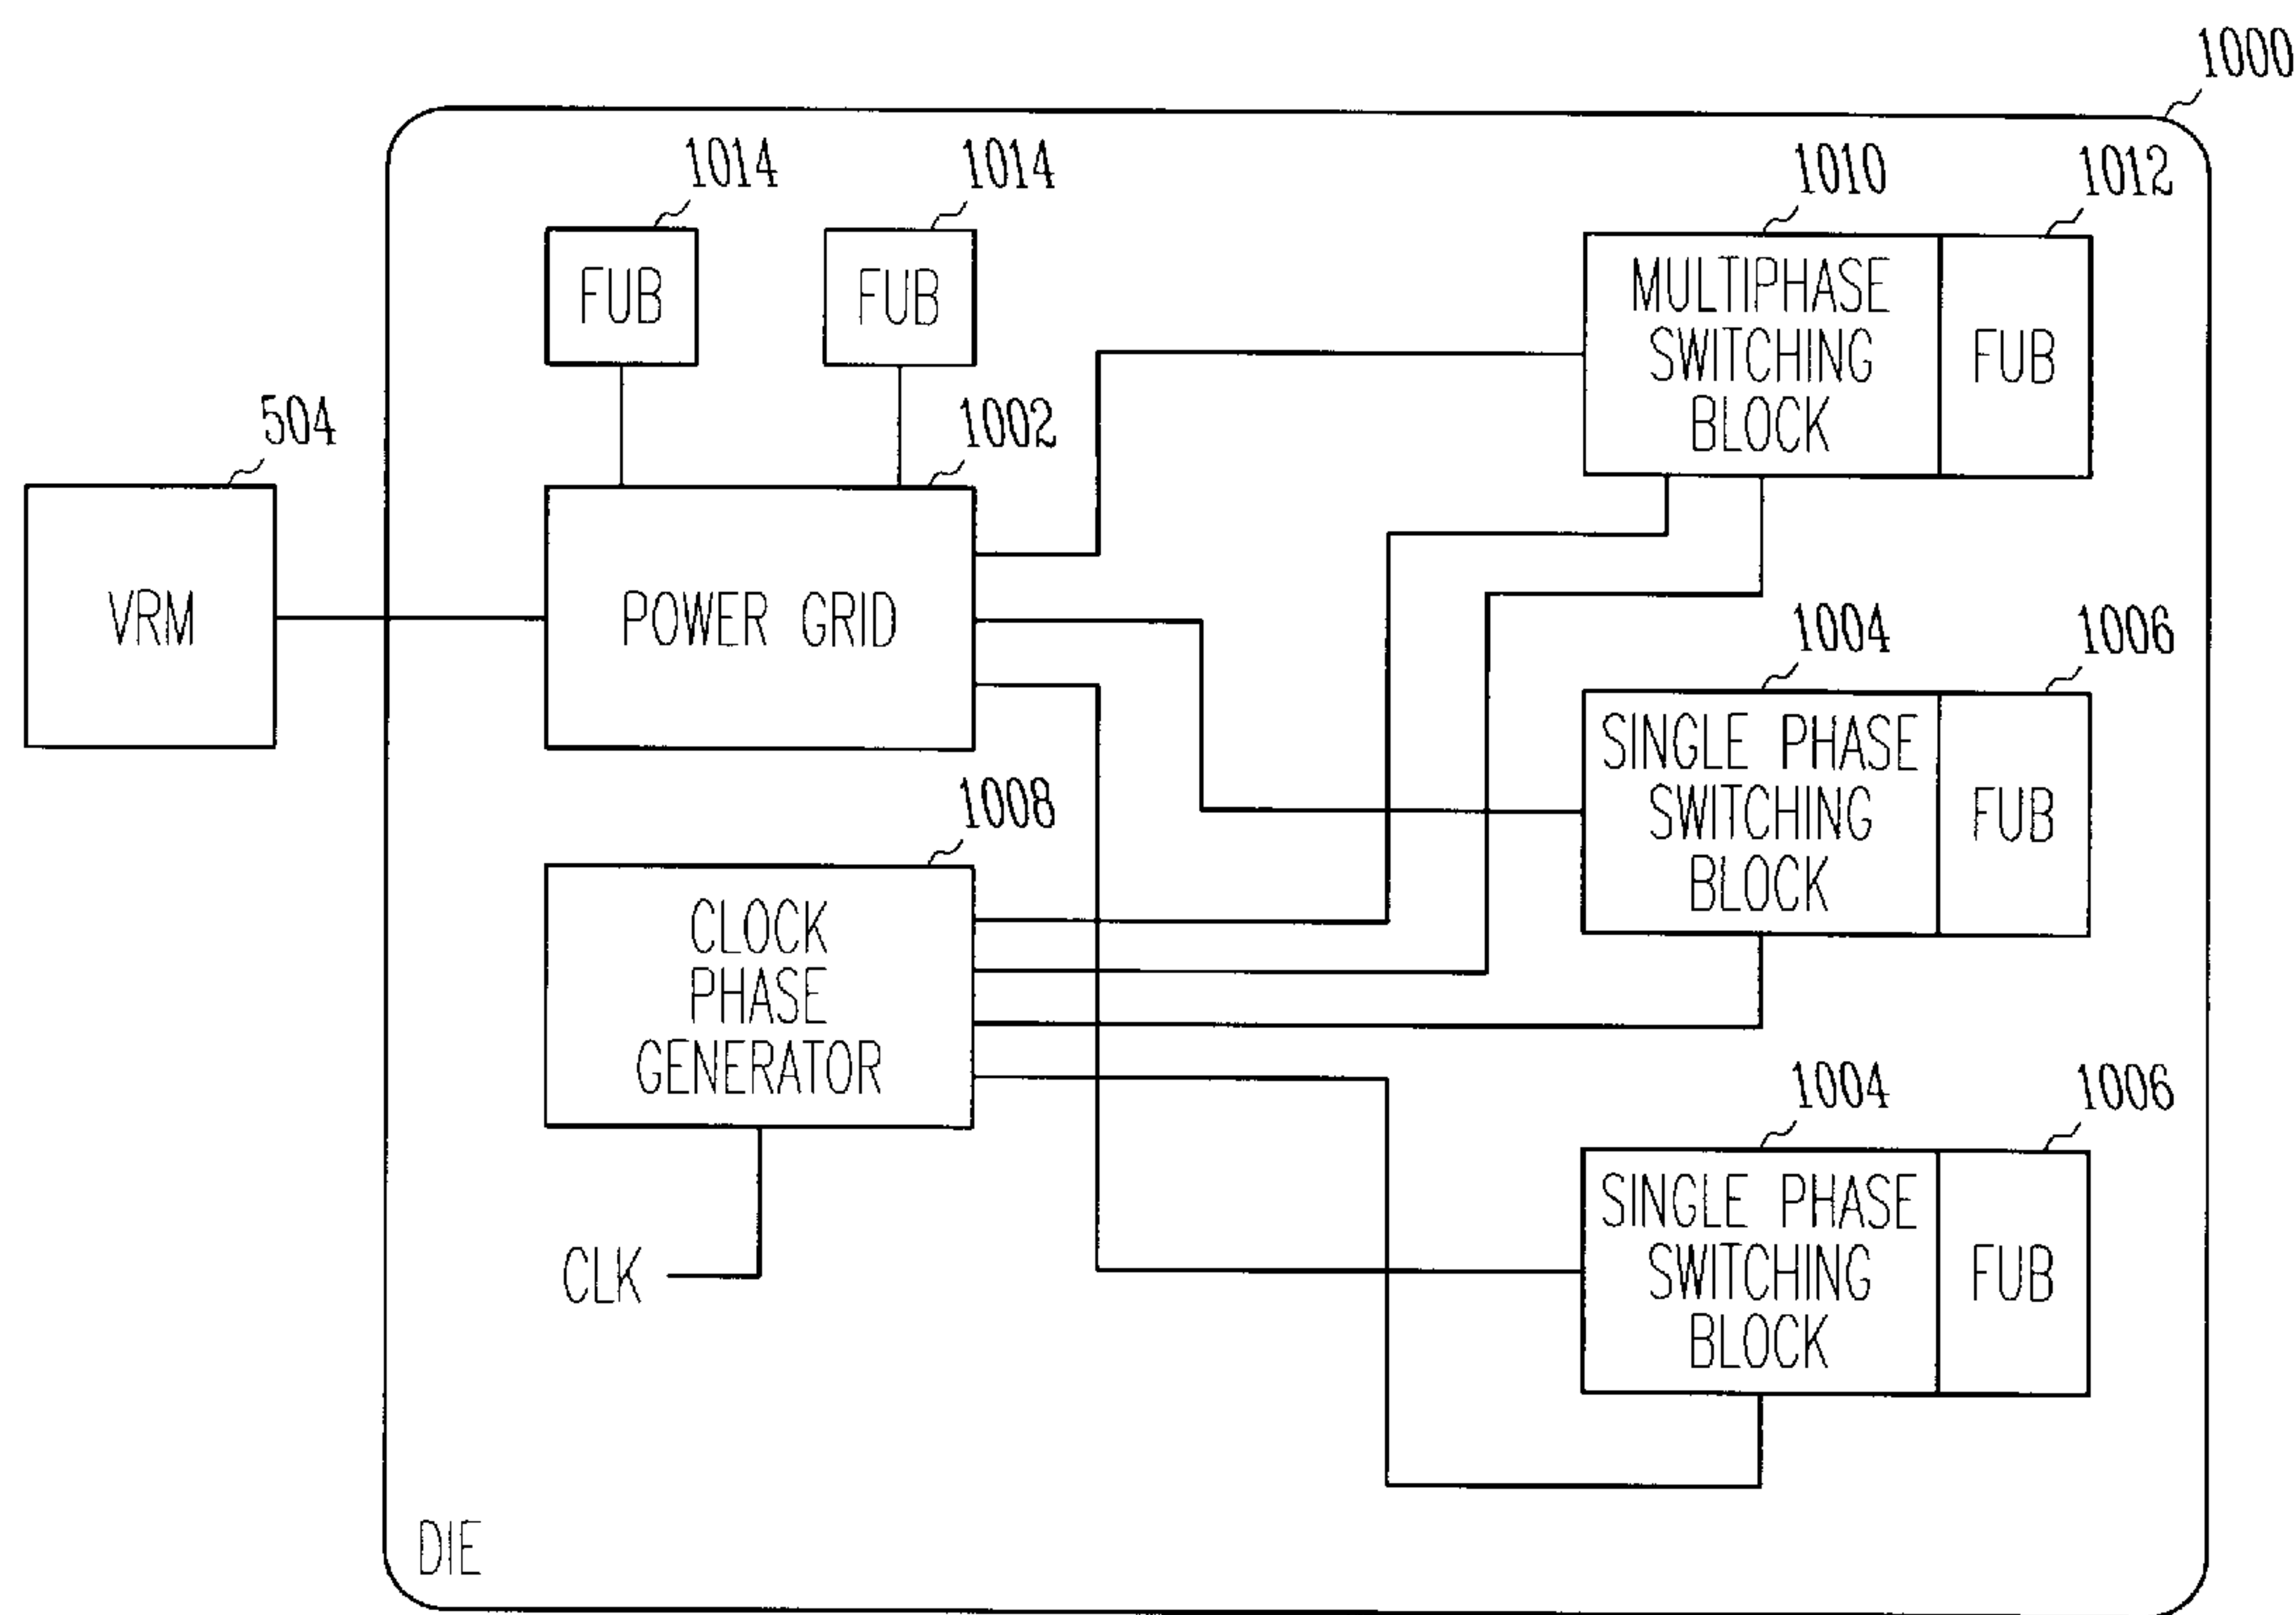 1000
1014
1014
1010
1012
FUB
FUB
MULTIPHASE
SWITCHING
BLOCK
FUB
504
1002
VRM
POWER GRID
1004
1006
SINGLE PHASE
SWITCHING
BLOCK
FUB
1008
CLOCK
PHASE
GENERATOR
1004
1006
SINGLE PHASE
SWITCHING
BLOCK
FUB
CLK
DIE